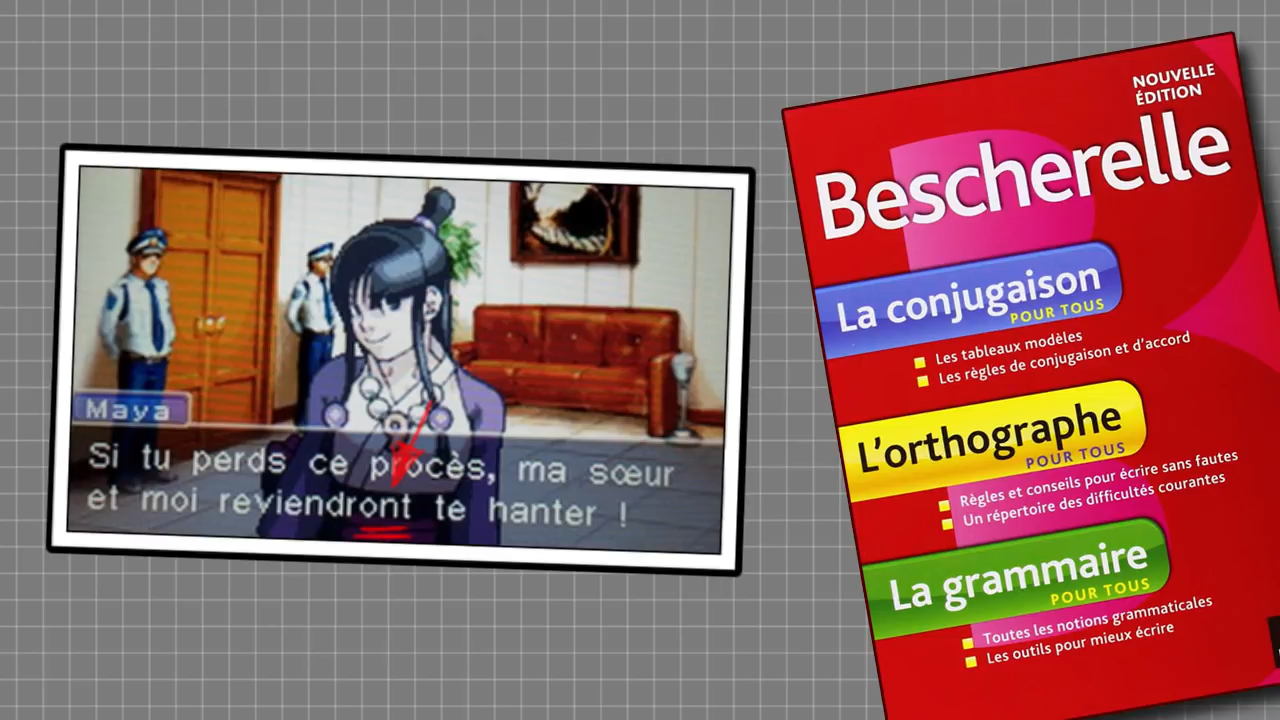 Maya
Si tu perds ce procès, ma sœur
et moi reviendront te hanter !
NOUVELLE
ÉDITION
Bescherelle
La conjugaison
POUR TOUS
Les tableaux modèles
Les règles de conjugaison et d'accord
L'orthographe
POUR TOUS
Règles et conseils pour écrire sans fautes
Un répertoire des difficultés courantes
La grammaire
POUR TOUS
Toutes les notions grammaticales
Les outils pour mieux écrire